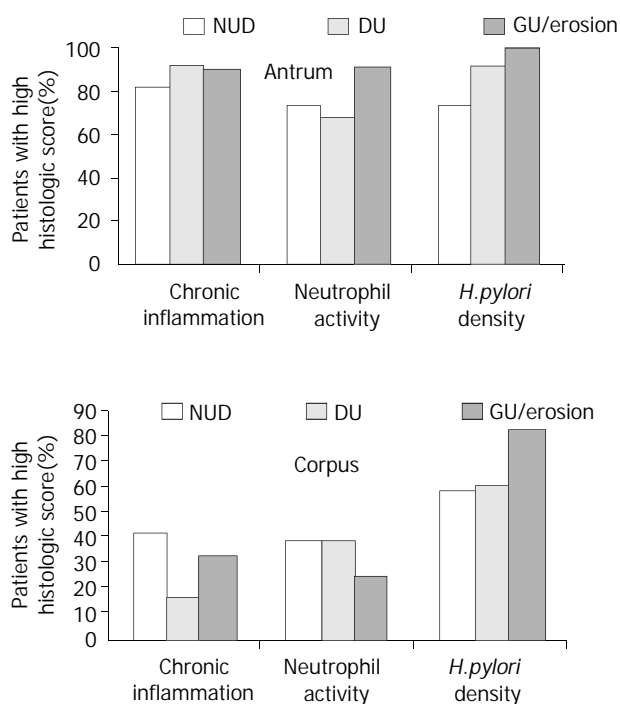 NUD DU GU/erosion
Antrum
Patients with high
histologic score(%)
100
80
60
40
20
0
Chronic
inflammation
Neutrophil
activity
H.pylori
density
NUD DU GU/erosion
Corpus
Patients with high
histologic score(%)
90
80
70
60
50
40
30
20
10
0
Chronic
inflammation
Neutrophil
activity
H.pylori
density